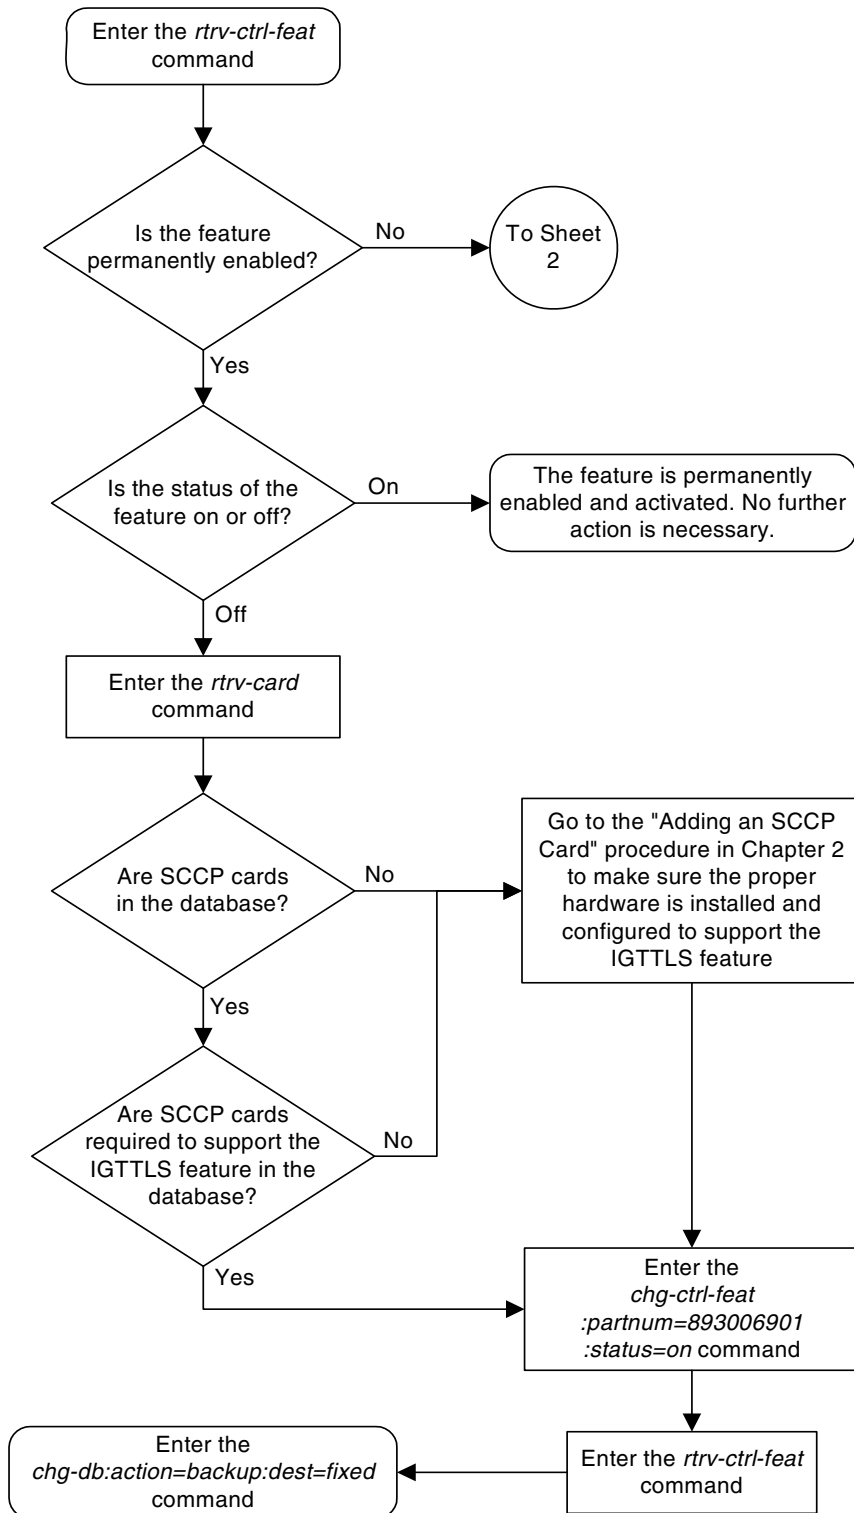 Enter the rtrv-ctrl-feat
command
Is the feature
permanently enabled?
No
To Sheet
2
Yes
Is the status of the
feature on or off?
On
The feature is permanently
enabled and activated. No further
action is necessary.
Off
Enter the rtrv-card
command
Are SCCP cards
in the database?
No
Go to the "Adding an SCCP
Card" procedure in Chapter 2
to make sure the proper
hardware is installed and
configured to support the
IGTTLS feature
Yes
Are SCCP cards
required to support the
IGTTLS feature in the
database?
No
Yes
Enter the
chg-ctrl-feat
:partnum=893006901
:status=on command
Enter the rtrv-ctrl-feat
command
Enter the
chg-db:action=backup:dest=fixed
command